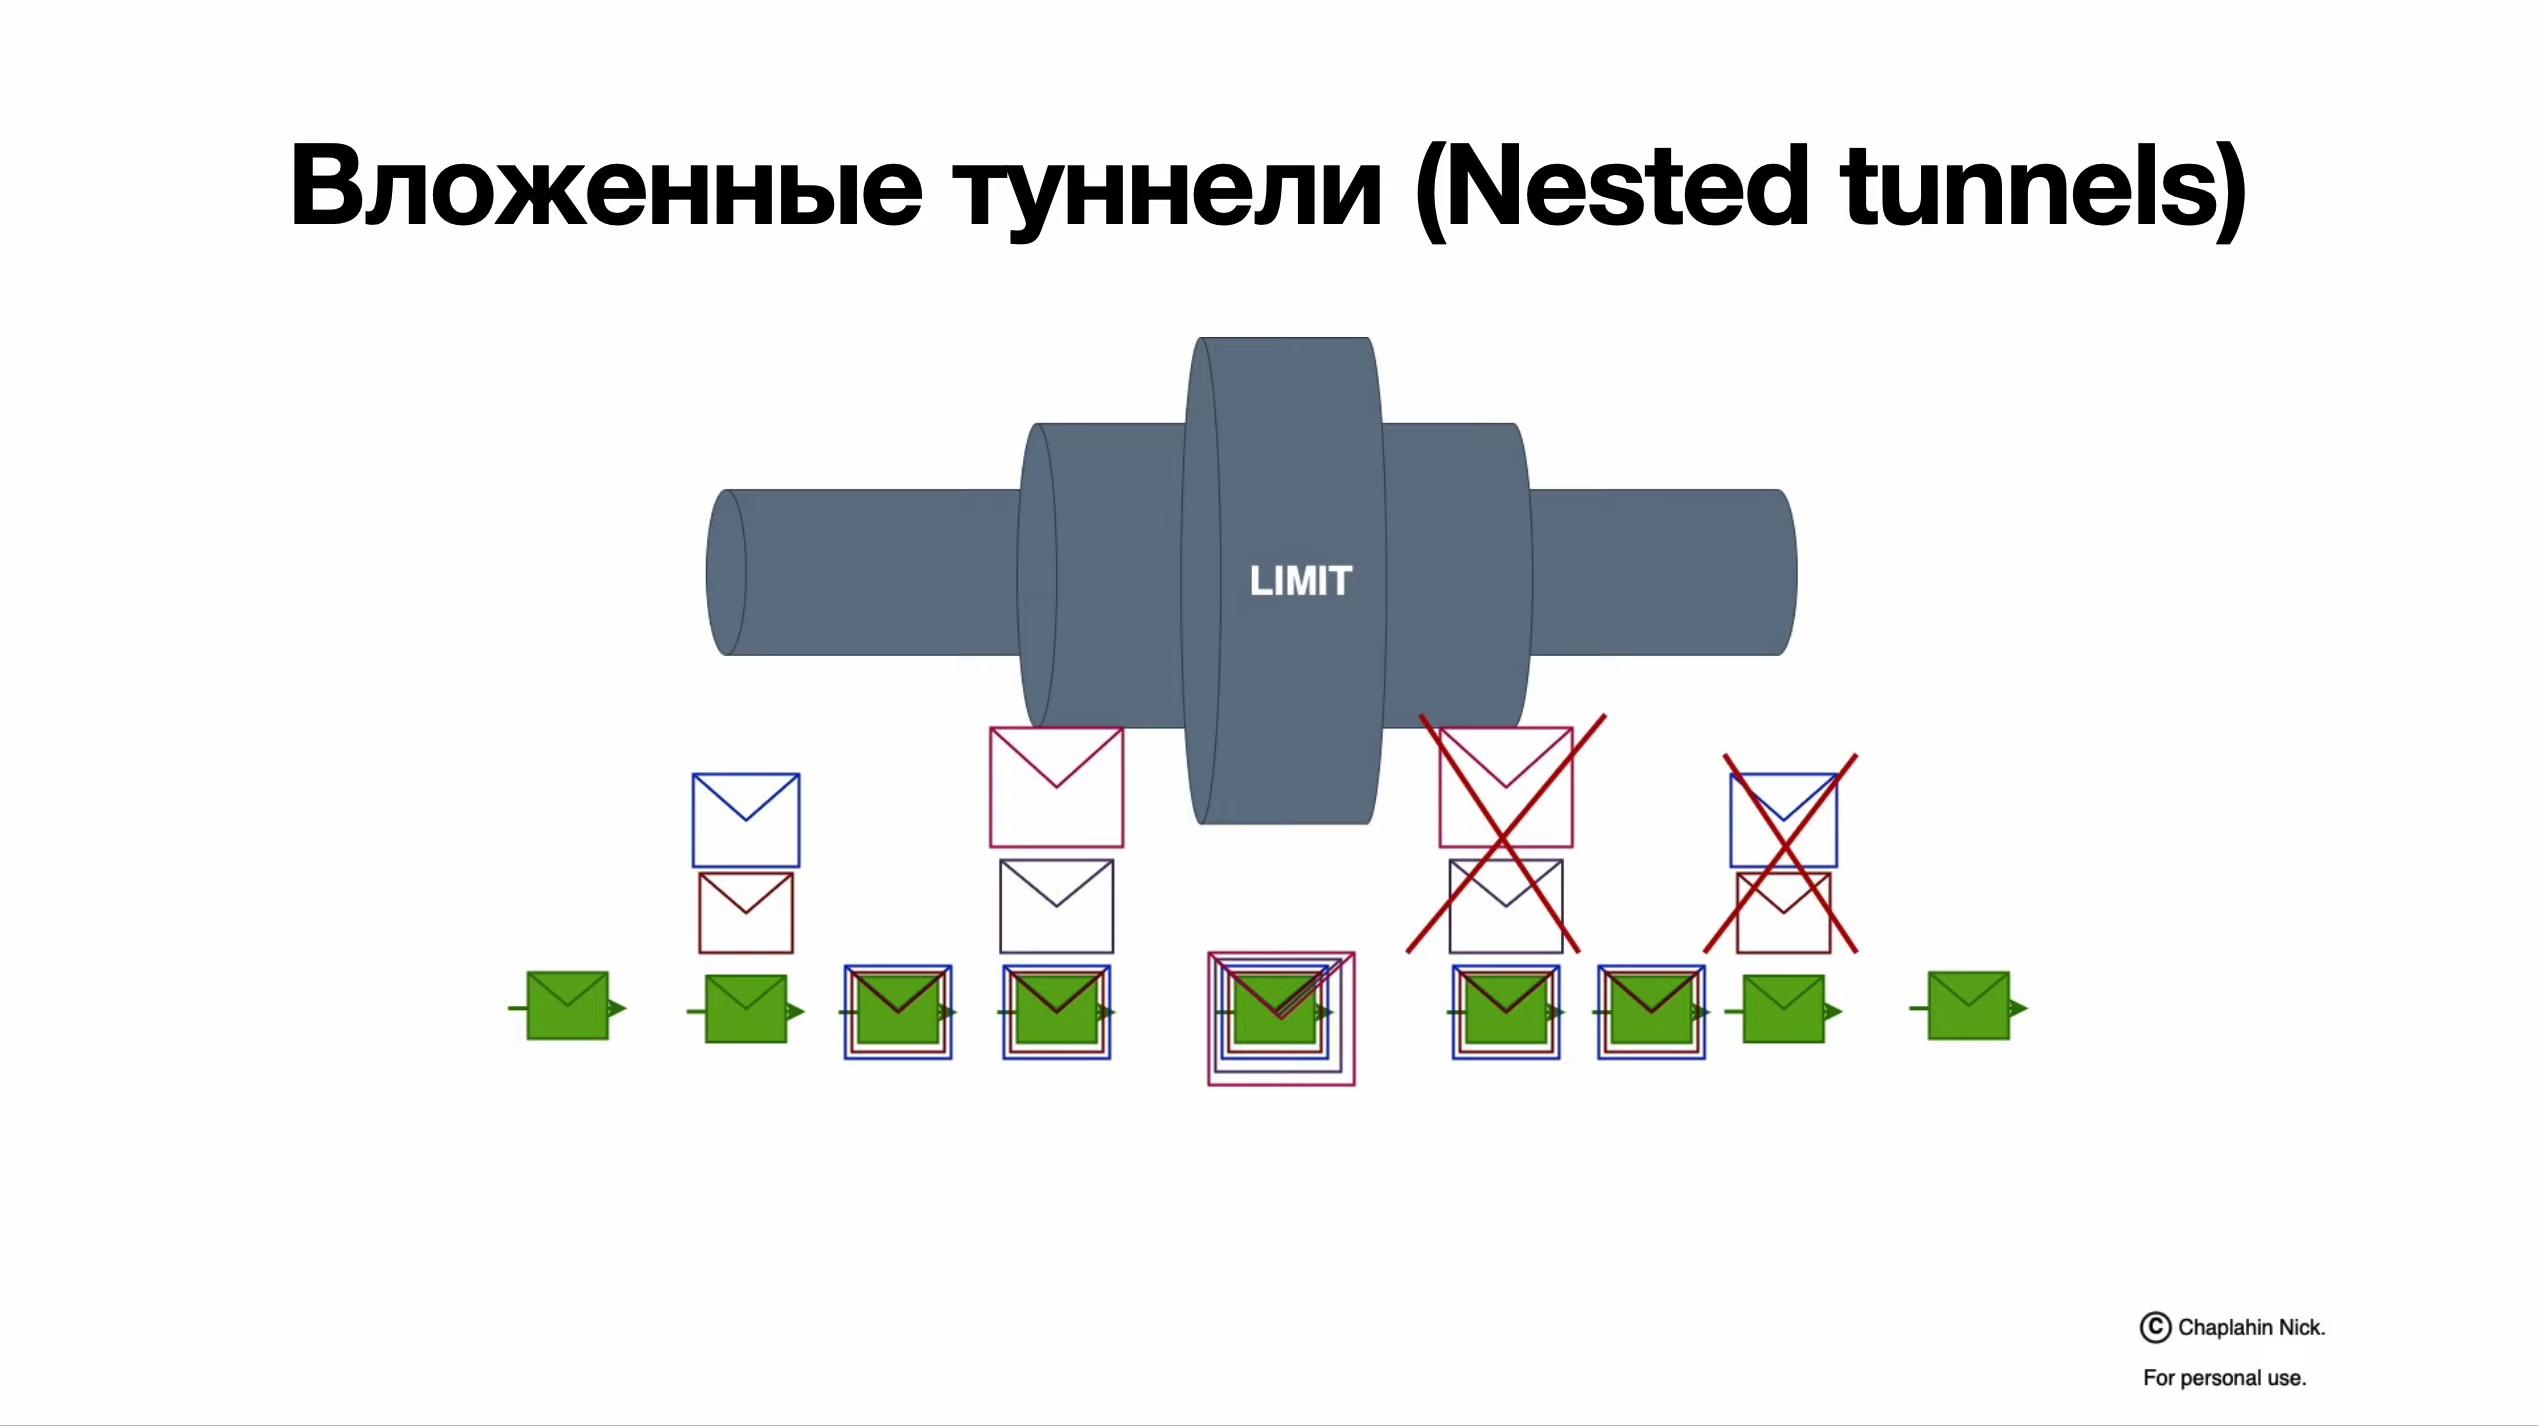 Вложенные туннели (Nested tunnels)
LIMIT
© Chaplahin Nick.
For personal use.